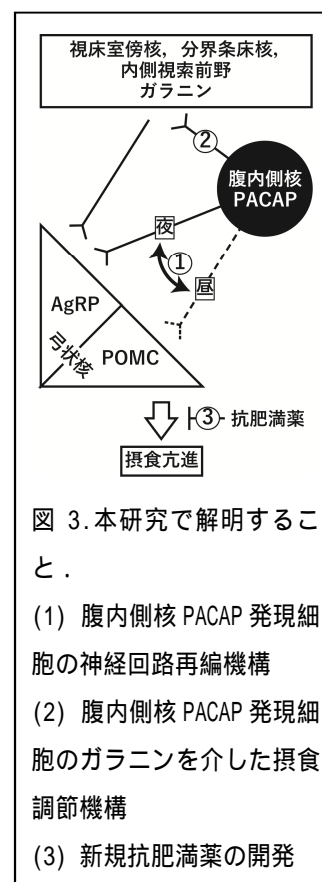 視床室傍核，分界条床核，
内側視索前野
ガラニン
②
腹内側核
PACAP
夜
①
昼
AgRP
弓状核
POMC
③ 抗肥満薬
摂食亢進
図 3.本研究で解明するこ
と．
(1) 腹内側核 PACAP 発現細
胞の神経回路再編機構
(2) 腹内側核 PACAP 発現細
胞のガラニンを介した摂食
調節機構
(3) 新規抗肥満薬の開発